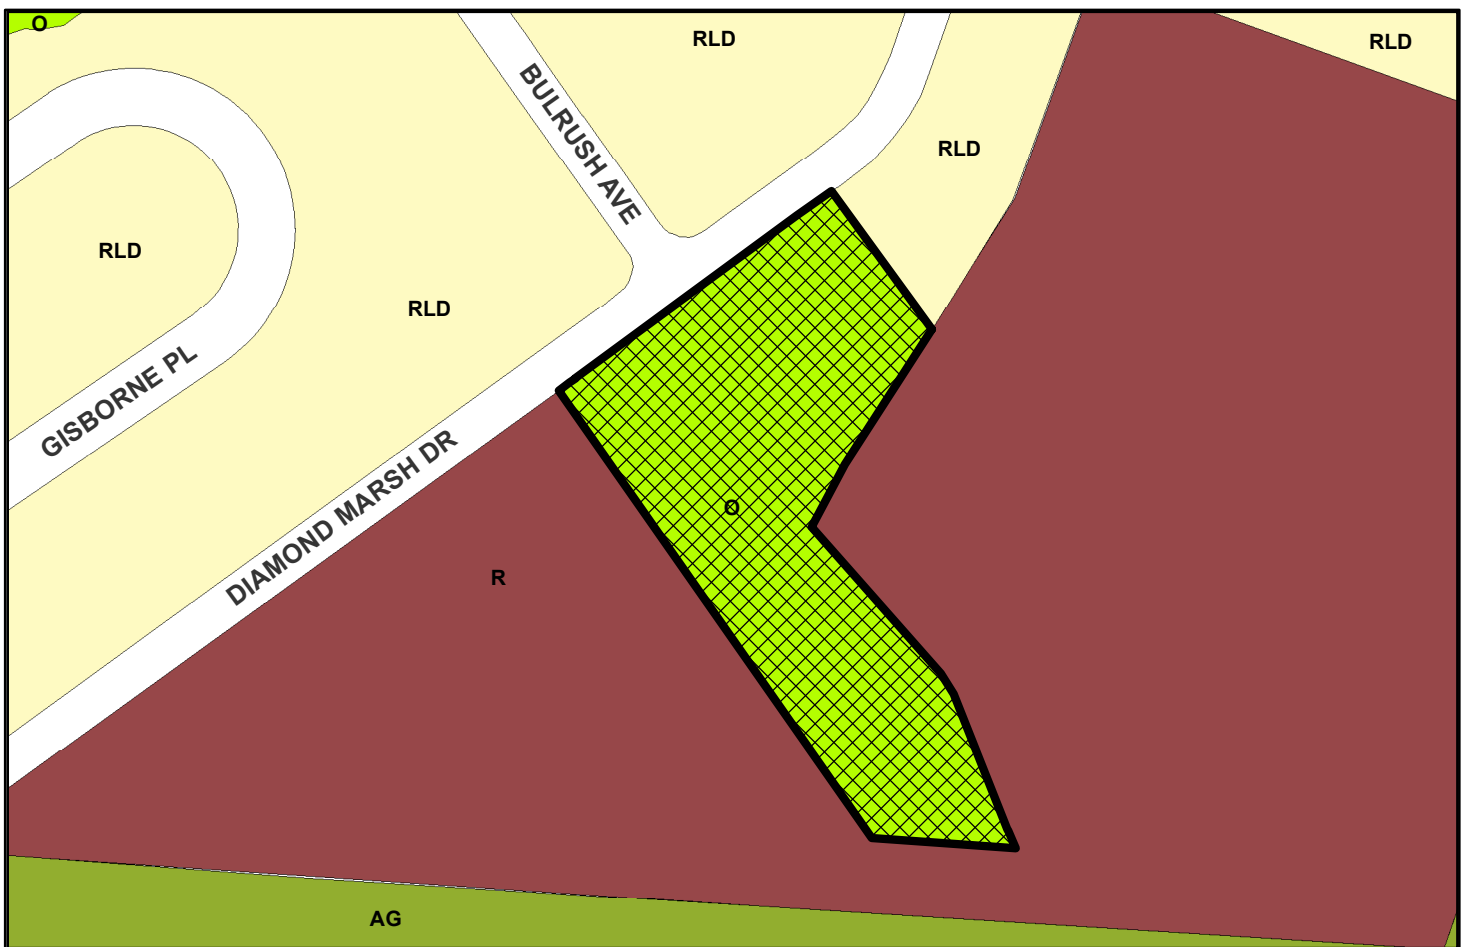 O
RLD
RLD
BULRUSH AVE
RLD
RLD
RLD
GISBORNE PL
DIAMOND MARSH DR
O
R
AG